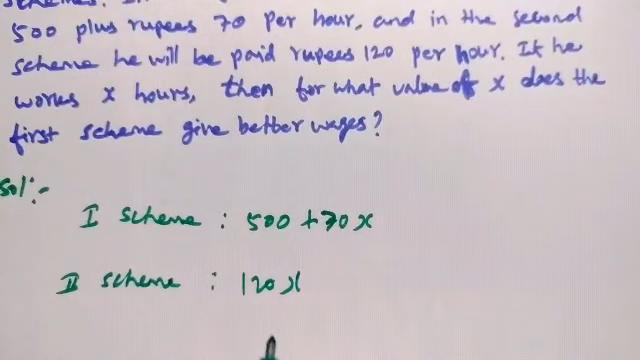 500 plus rupees 70 per hour, and in the second
scheme he will be paid rupees 120 per hour. If he
works x hours, then for what value of x does the
first scheme give better wages?
Sol:-
I scheme : 500 + 70x
II scheme : 120x